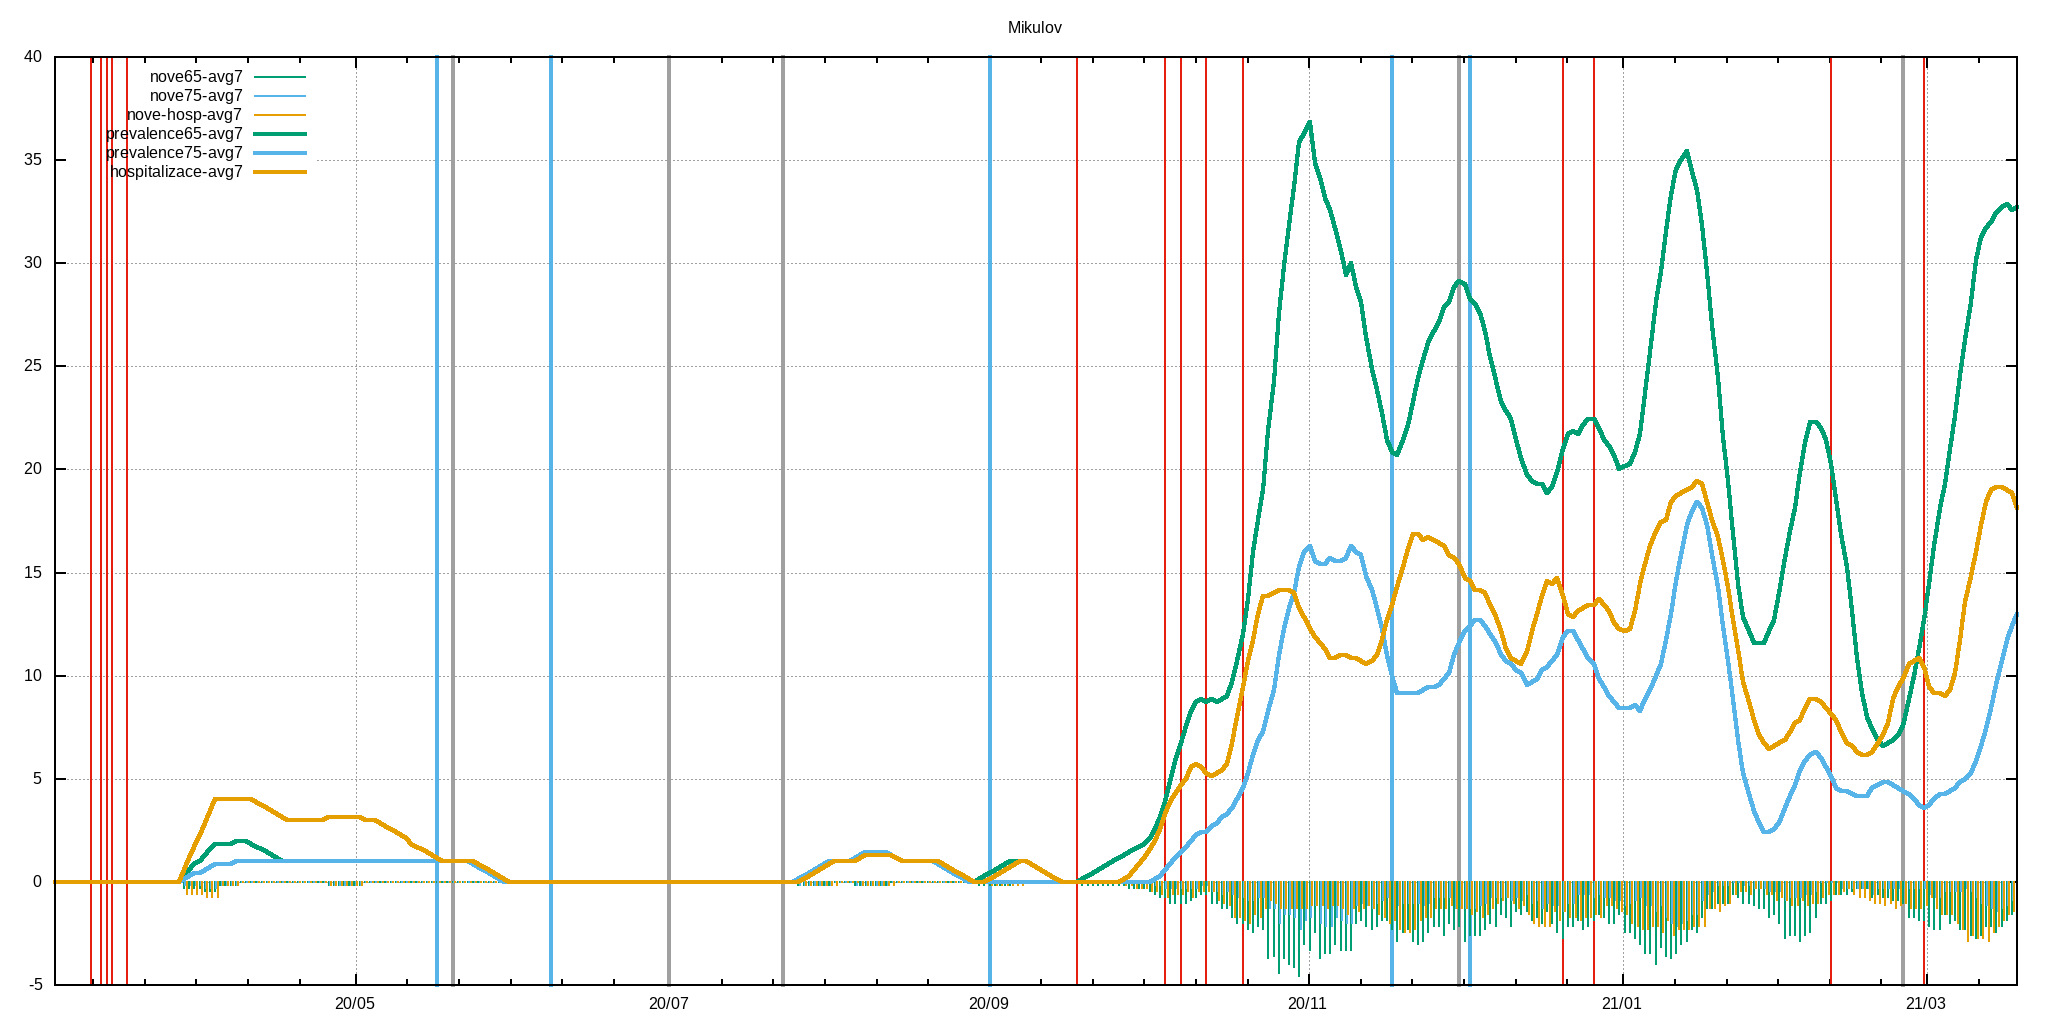 Mikulov
40
35
30
25
20
15
10
5
0
-5
nove65-avg7
nove75-avg7
nove-hosp-avg7
prevalence65-avg7
prevalence75-avg7
hospitalizace-avg7
20/05
20/07
20/09
20/11
21/01
21/03